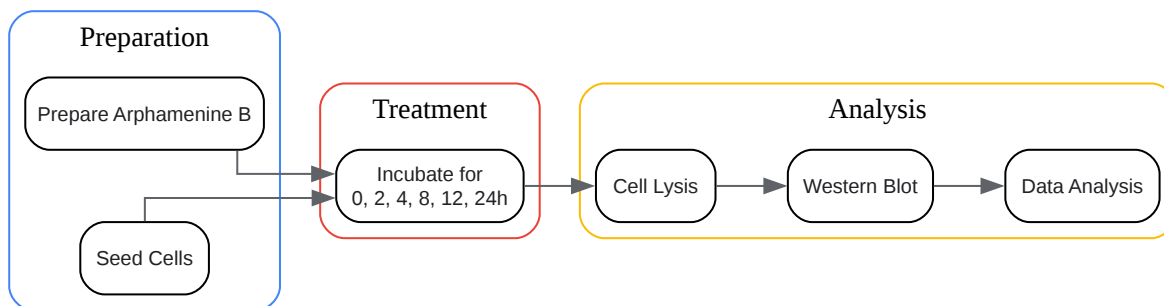 Preparation
Prepare Arphamenine B
Seed Cells
Treatment
Incubate for
0, 2, 4, 8, 12, 24h
Analysis
Cell Lysis
Western Blot
Data Analysis